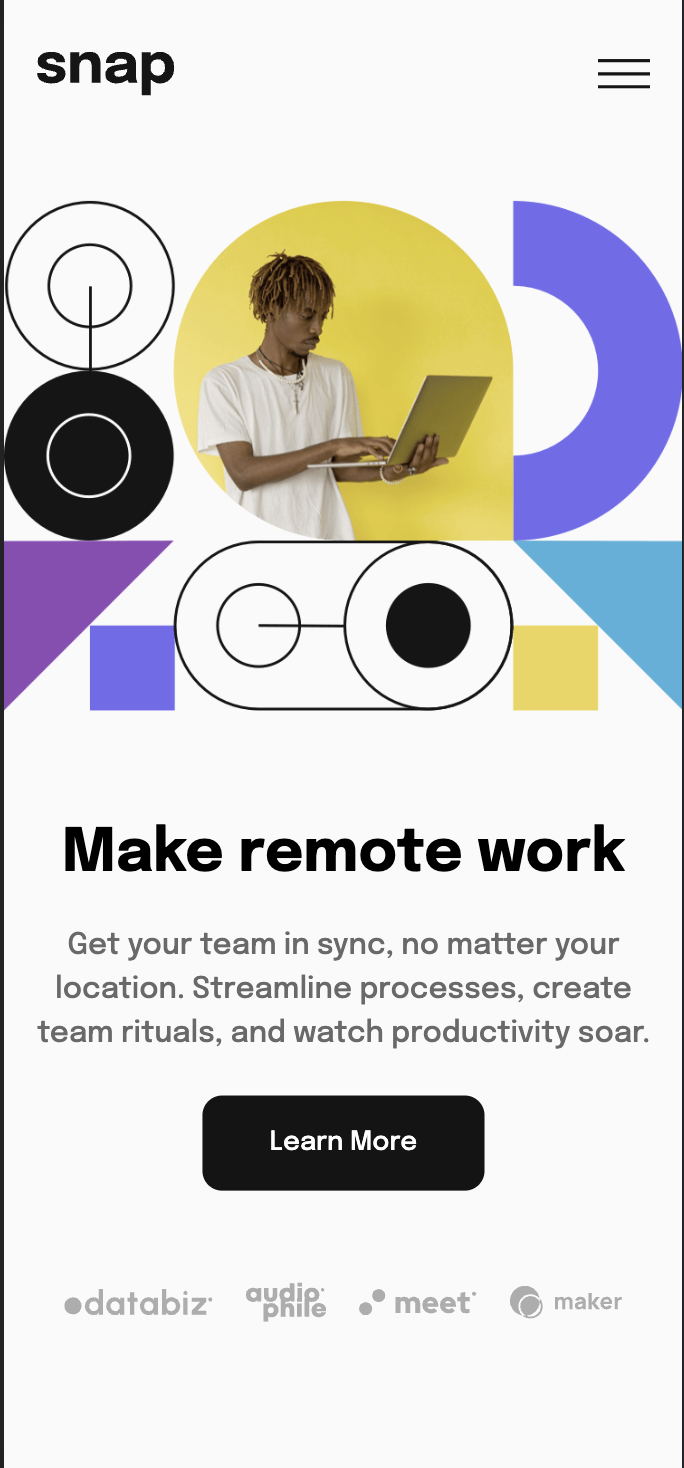 snap
Make remote work
Get your team in sync, no matter your
location. Streamline processes, create
team rituals, and watch productivity soar.
Learn More
databiz
audio
phile
meet
maker